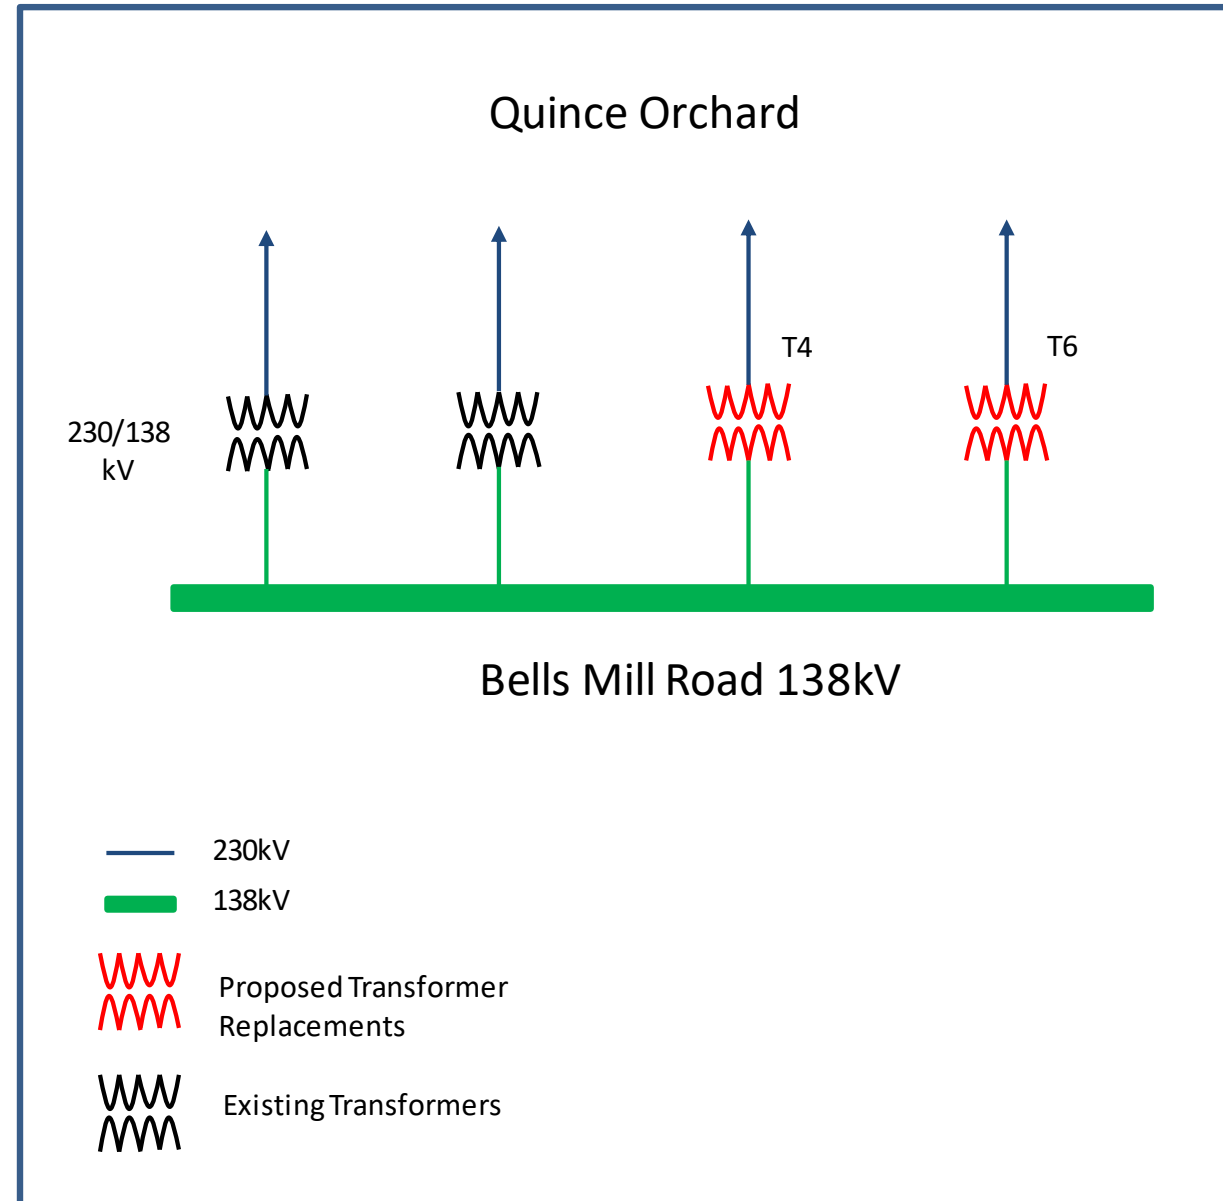 Quince Orchard
T4
T6
230/138
kV
Bells Mill Road 138kV
230kV
138kV
Proposed Transformer
Replacements
Existing Transformers